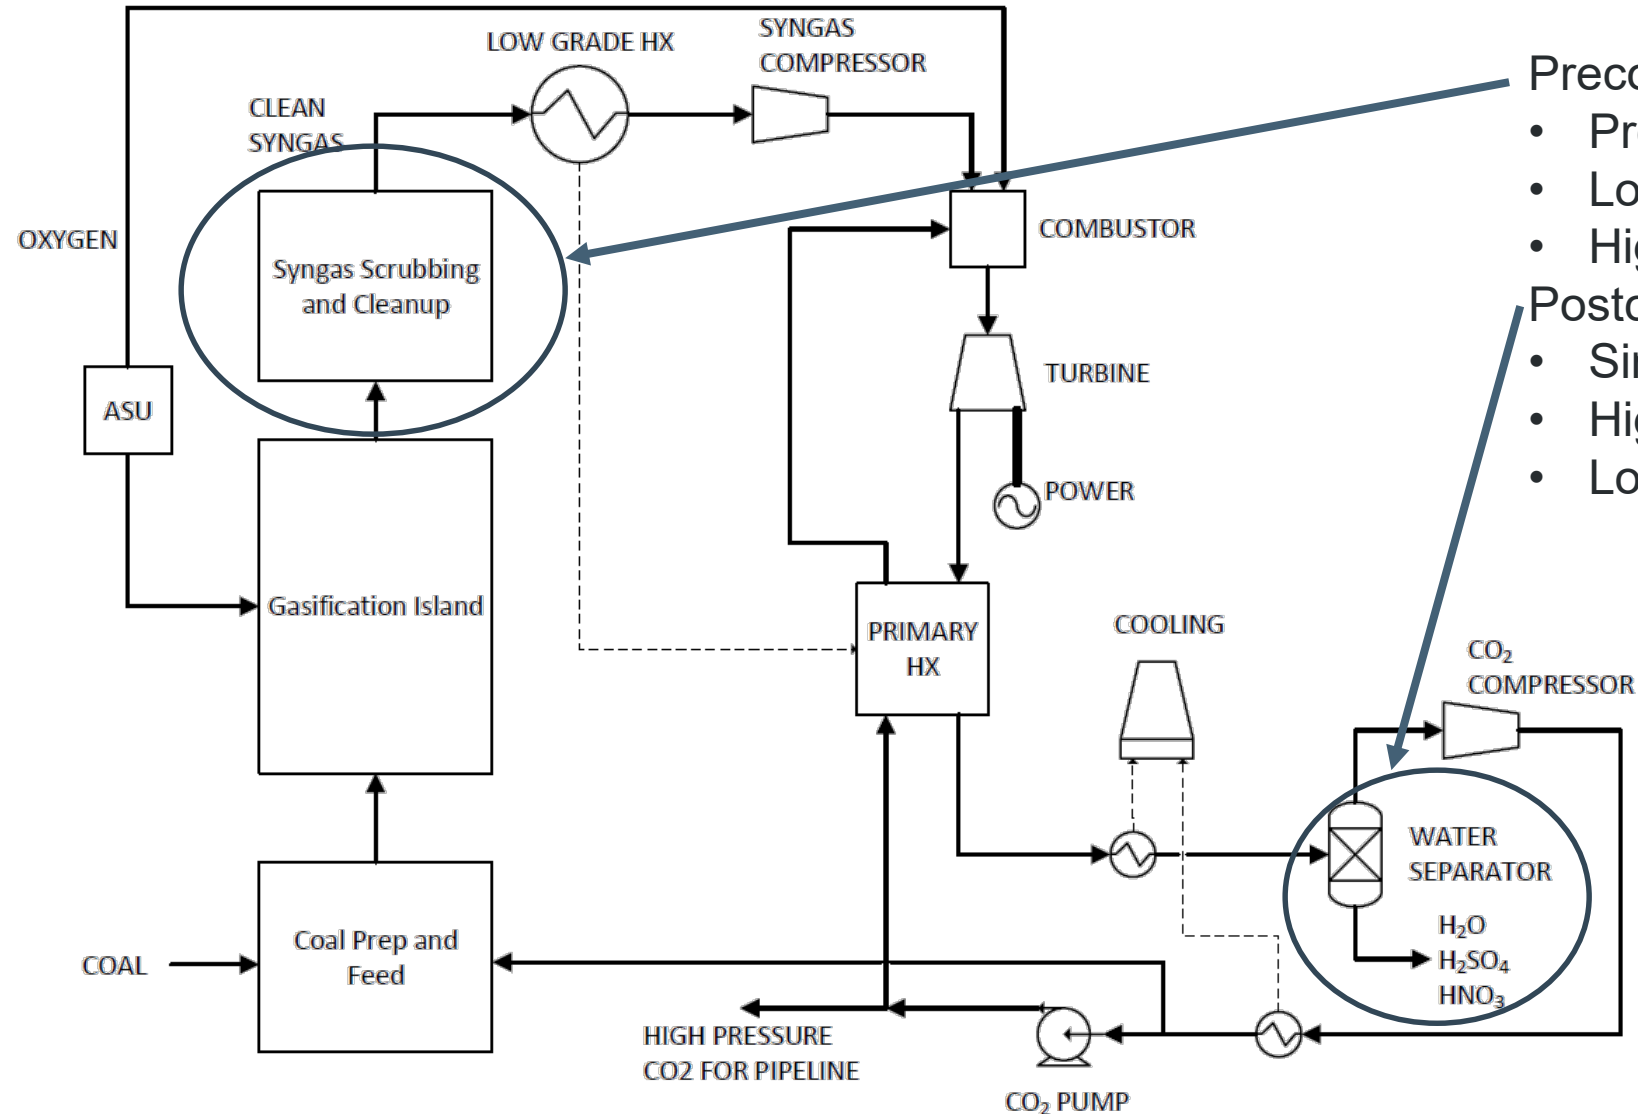 LOW GRADE HX
SYNGAS
COMPRESSOR
CLEAN
SYNGAS
OXYGEN
Syngas Scrubbing
and Cleanup
COMBUSTOR
ASU
TURBINE
POWER
Gasification Island
PRIMARY
HX
COOLING
CO₂
COMPRESSOR
WATER
SEPARATOR
H₂O
H₂SO₄
HNO₃
COAL
Coal Prep and
Feed
HIGH PRESSURE
CO2 FOR PIPELINE
CO₂ PUMP